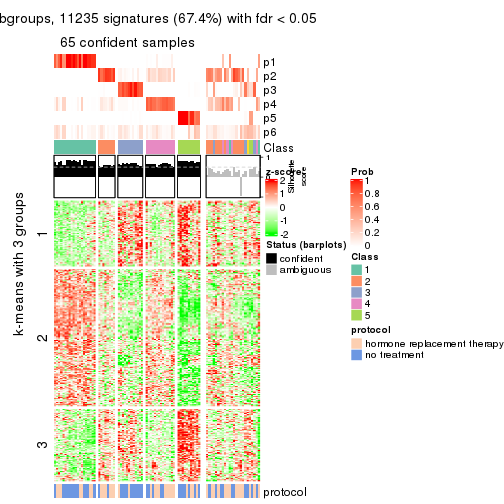 bgroups, 11235 signatures (67.4%) with fdr < 0.05
65 confident samples
p1
p2
p3
p4
p5
p6
Class
1
Silhouette
score
z-score
2
1
0
-1
-2
Status (barplots)
confident
ambiguous
Prob
1
0.8
0.6
0.4
0.2
0
Class
1
2
3
4
5
protocol
hormone replacement therapy
no treatment
k-means with 3 groups
1
2
3
protocol